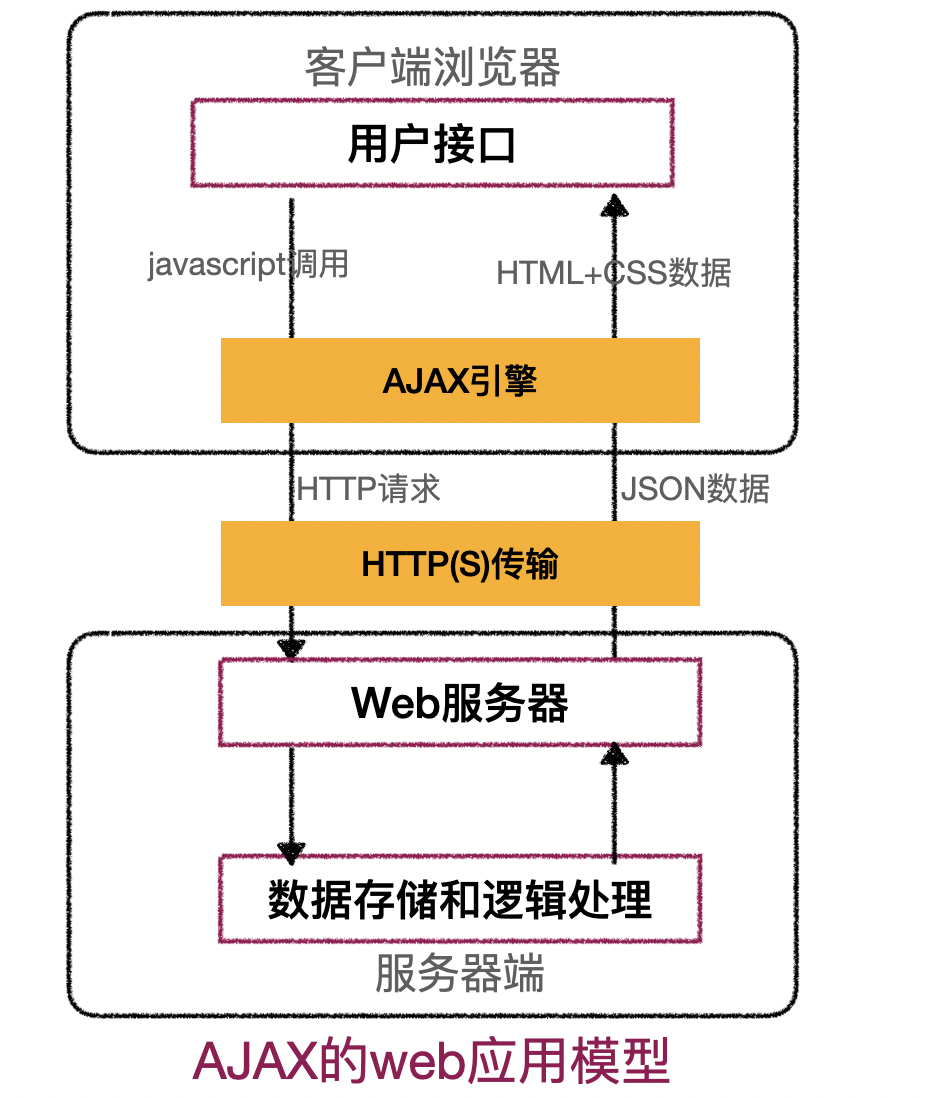 客户端浏览器
用户接口
javascript调用
HTML+CSS数据
AJAX引擎
HTTP请求
JSON数据
HTTP(S)传输
Web服务器
数据存储和逻辑处理
服务器端
AJAX的web应用模型